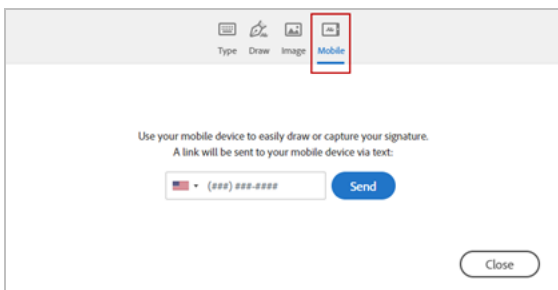 Type Draw Image Mobile
Use your mobile device to easily draw or capture your signature.
A link will be sent to your mobile device via text:
(###) ###-####
Send
Close